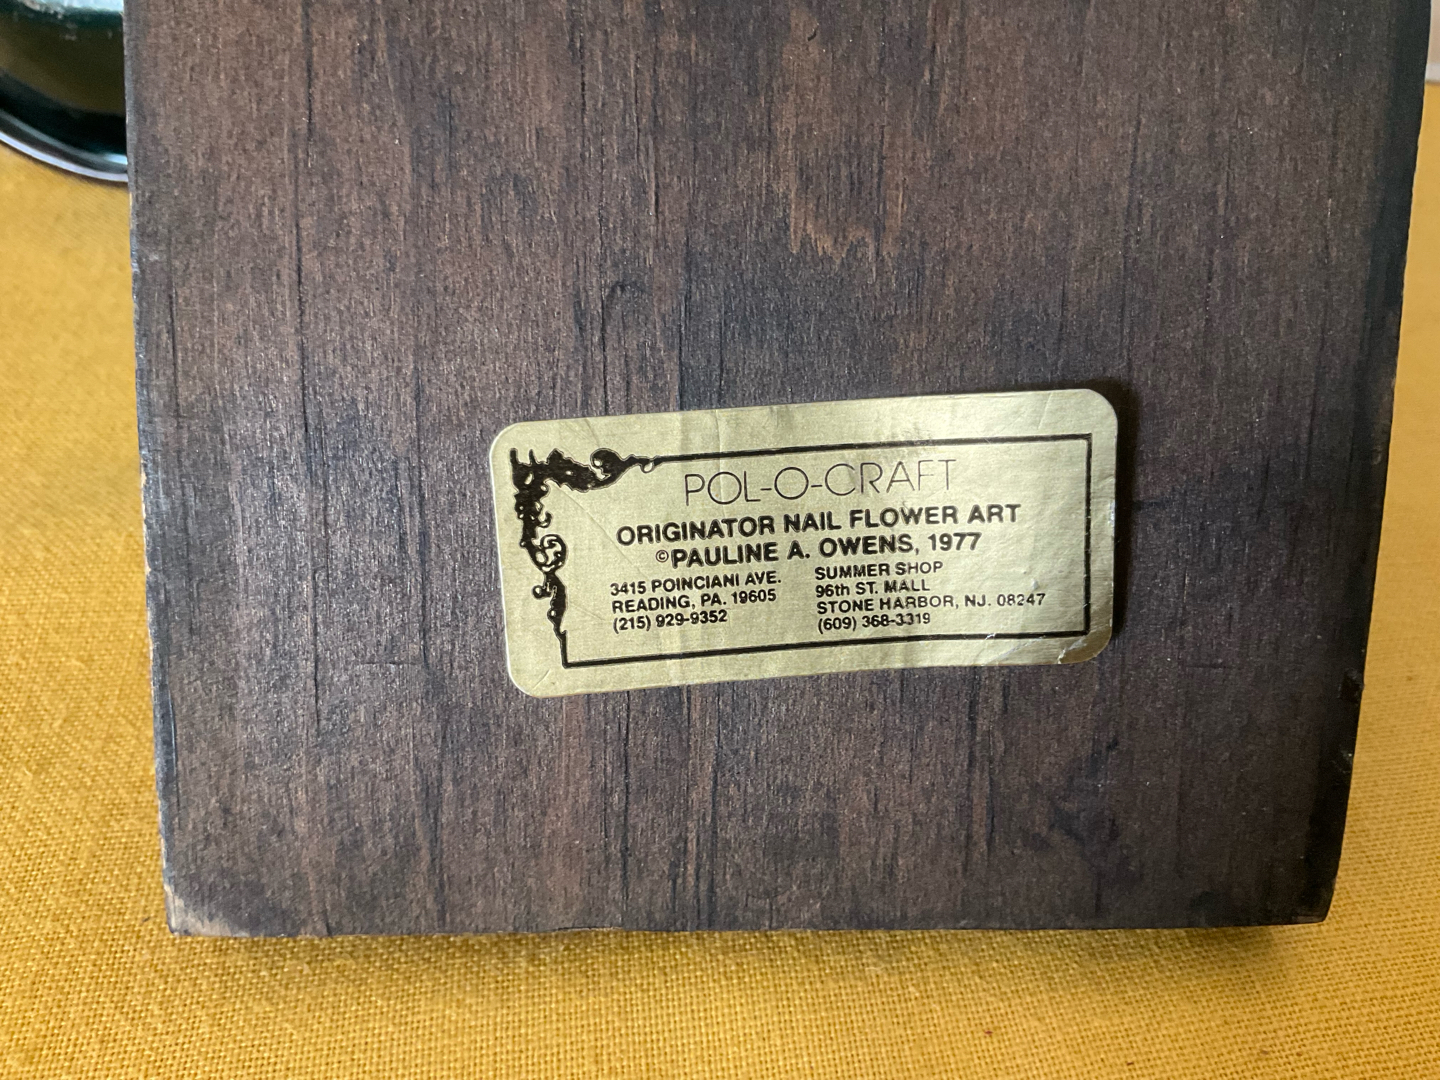 POL-O-CRAFT
ORIGINATOR NAIL FLOWER ART
©PAULINE A. OWENS, 1977
3415 POINCIANI AVE.
READING, PA. 19605
(215) 929-9352
SUMMER SHOP
96th ST. MALL
STONE HARBOR, NJ. 08247
(609) 368-3319